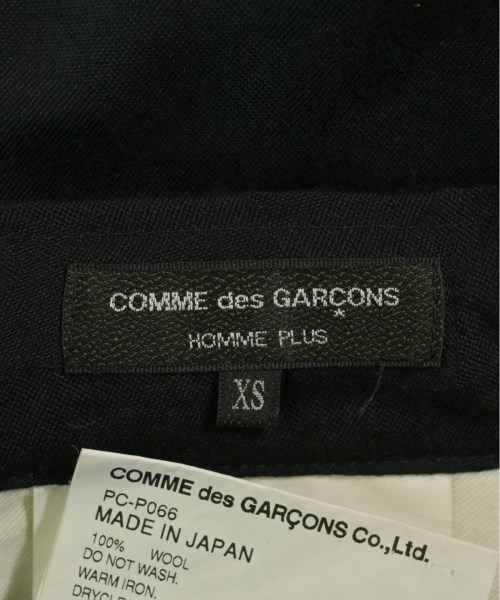 COMME des GARÇONS
*
HOMME PLUS
XS
COMME des GARÇONS Co.,Ltd.
PC-P066
MADE IN JAPAN
100% WOOL
DO NOT WASH.
WARM IRON.